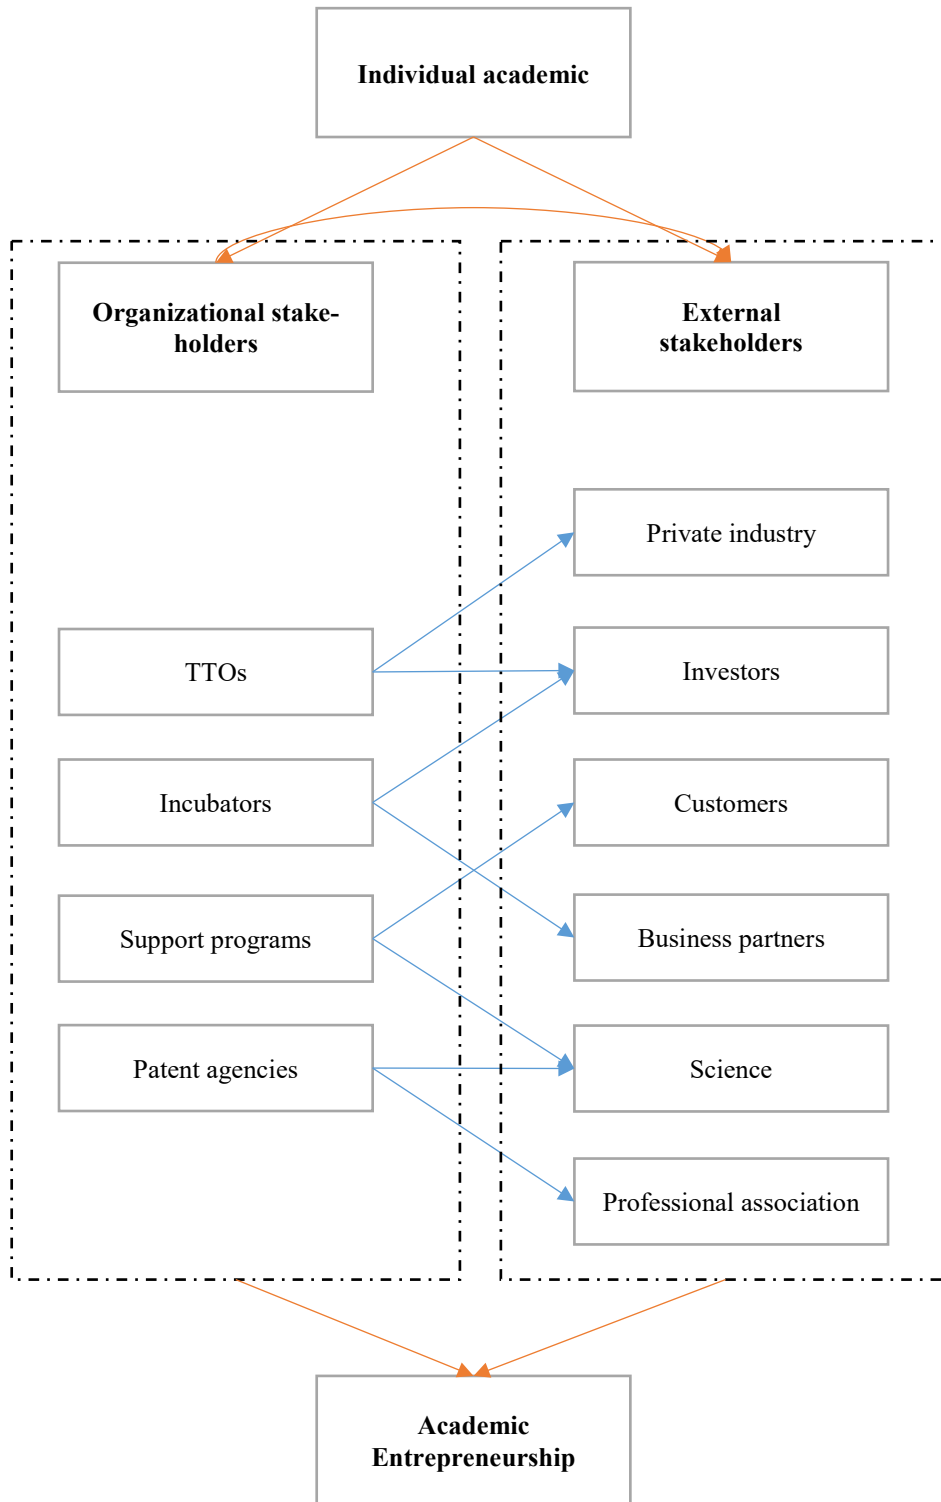 Individual academic
Organizational stake-
holders
External
stakeholders
Private industry
TTOs
Investors
Incubators
Customers
Support programs
Business partners
Patent agencies
Science
Professional association
Academic
Entrepreneurship